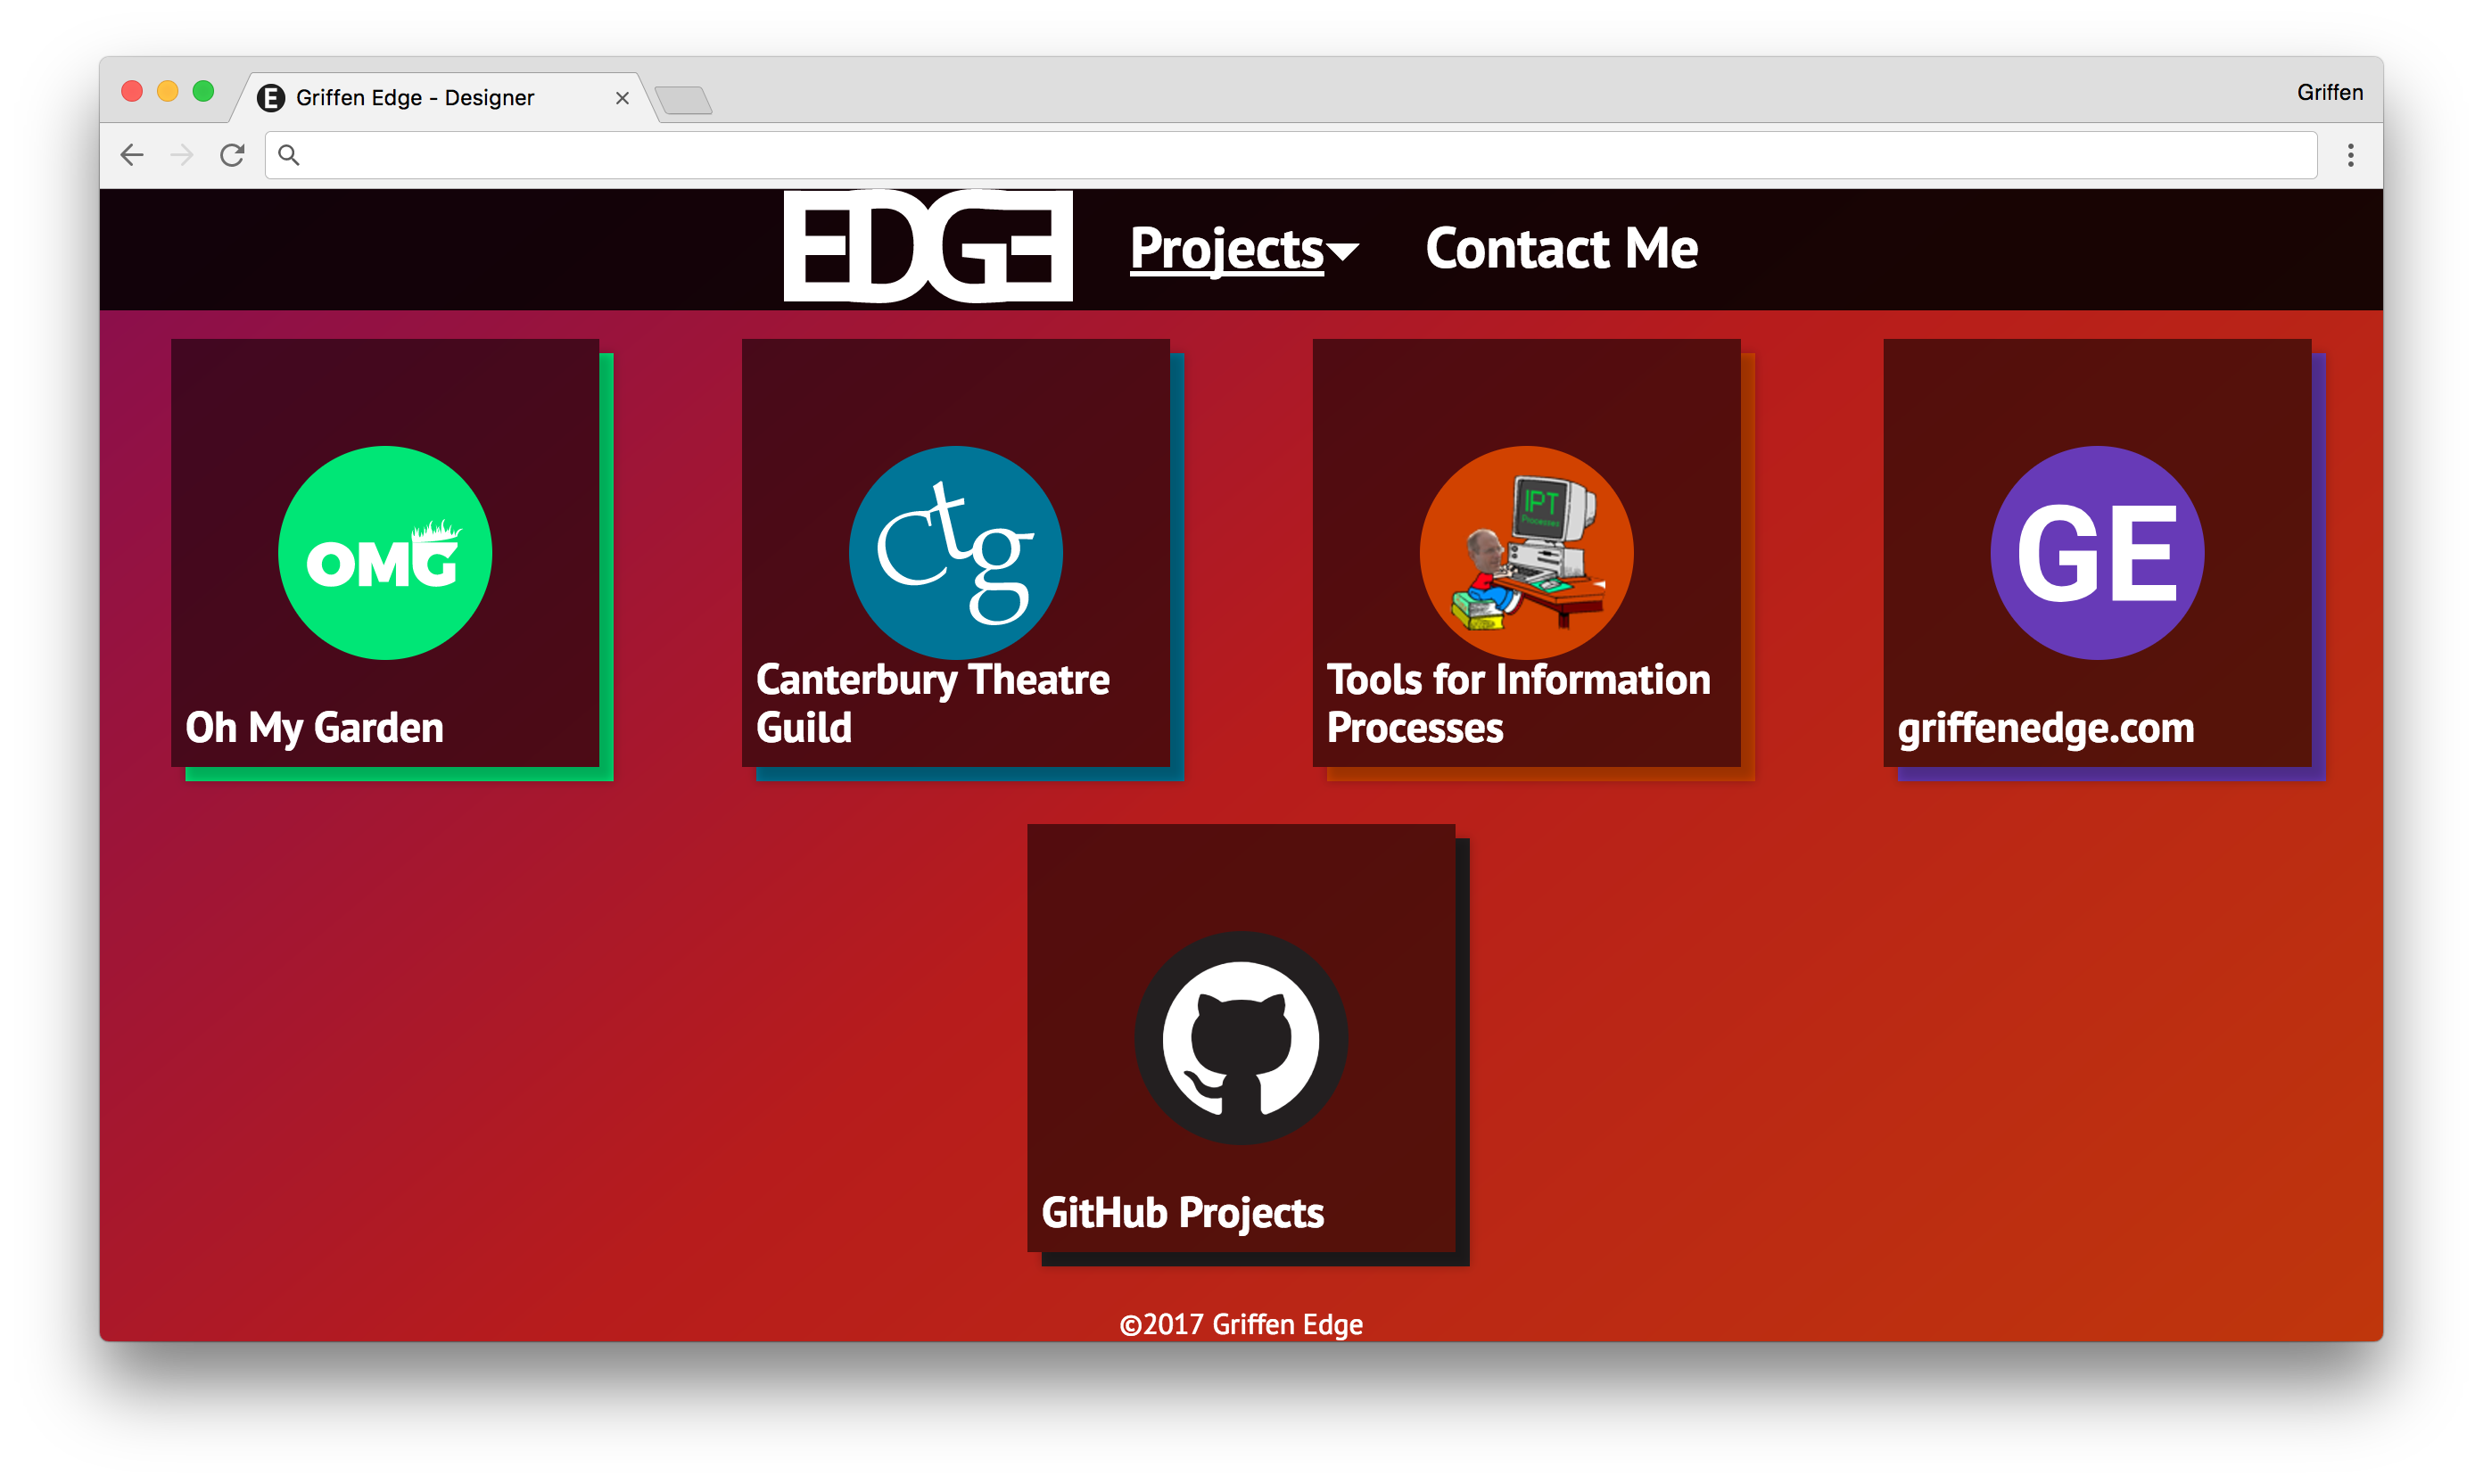 Griffen Edge - Designer
Griffen
EDGE
Projects
Contact Me
OMG
ctg
IPT
Processes
GE
Oh My Garden
Canterbury Theatre
Guild
Tools for Information
Processes
griffenedge.com
GitHub Projects
©2017 Griffen Edge